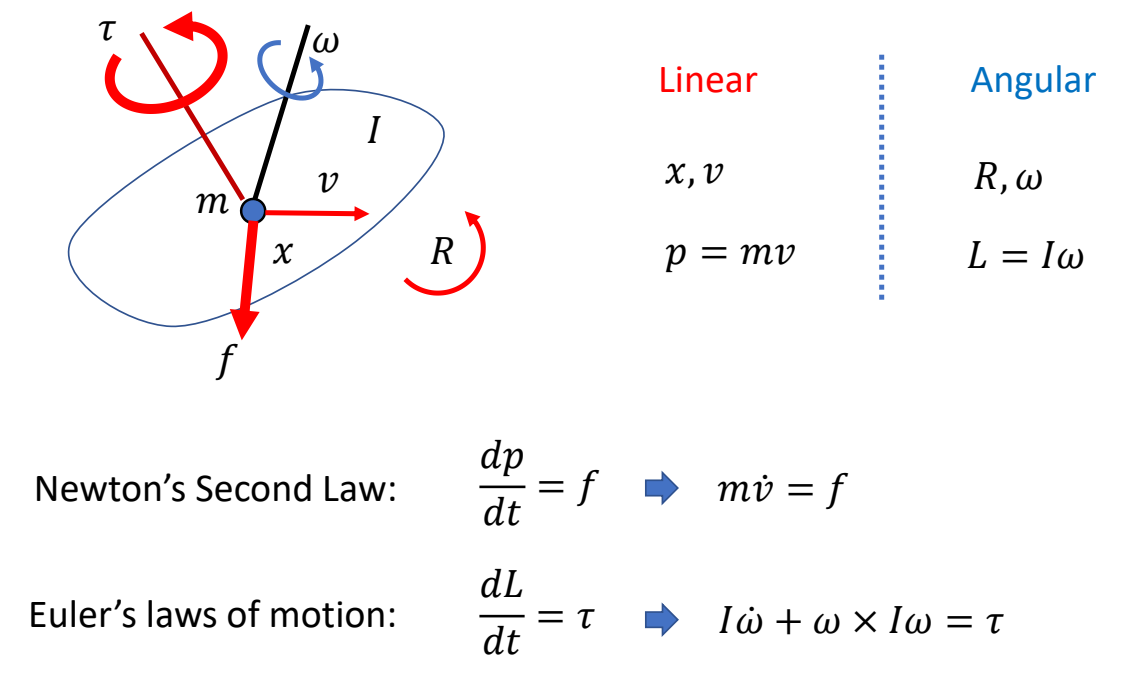 τ
ω
I
v
m
x
R
f
Linear
Angular
x, v
R, ω
p = mv
L = Iω
Newton’s Second Law: dp/dt = f ➡ mv̇ = f
Euler’s laws of motion: dL/dt = τ ➡ Iω̇ + ω × Iω = τ